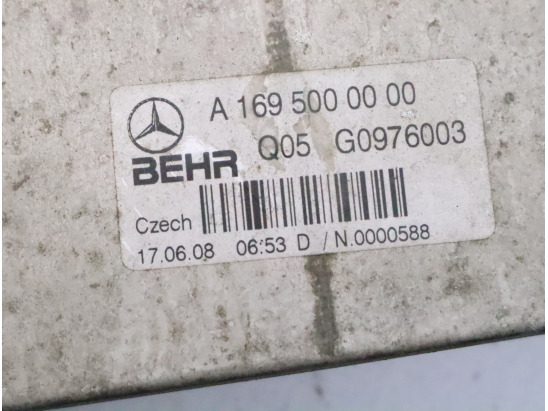 A 169 500 00 00
BEHR Q05 G0976003
Czech
17.06.08 06:53 D / N.0000588